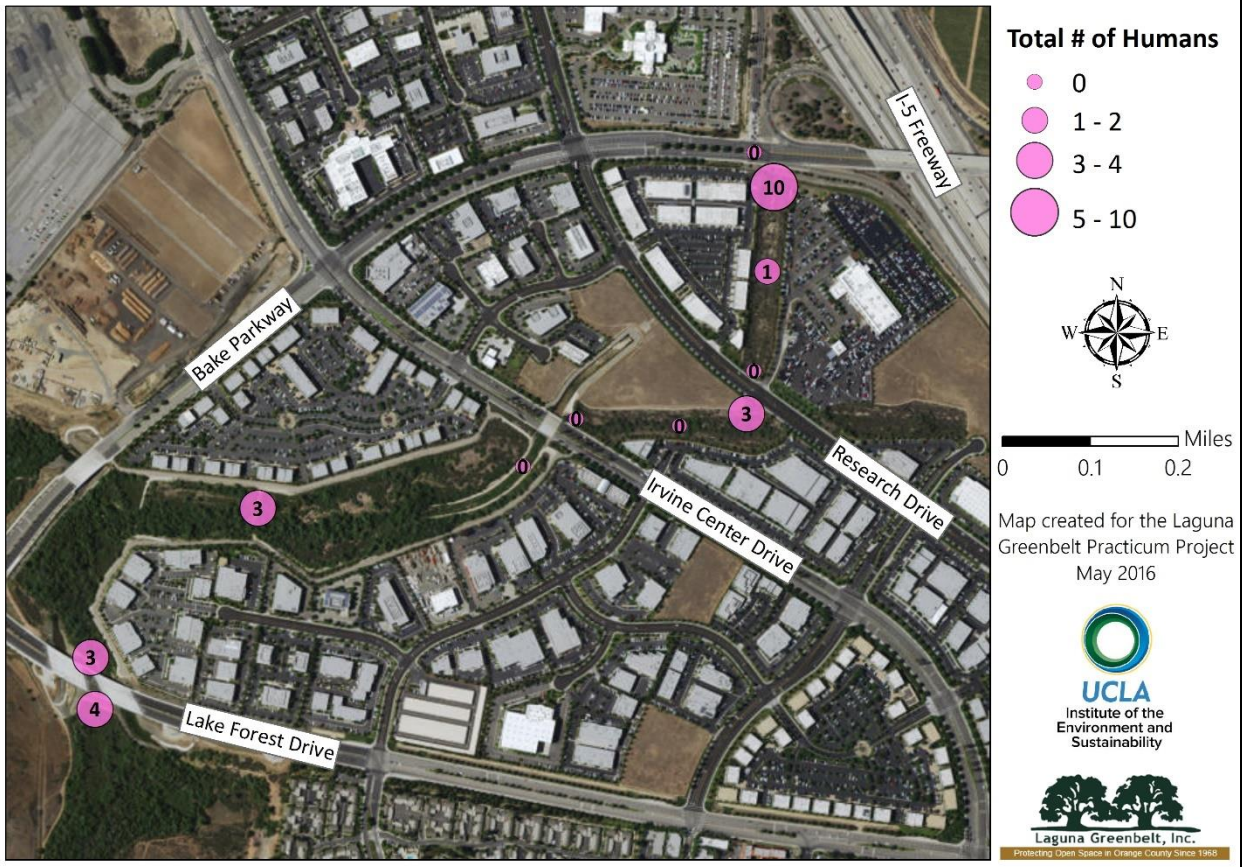 Total # of Humans
0
1 - 2
3 - 4
5 - 10
I-5 Freeway
0
10
1
Bake Parkway
0
3
0
0
0
3
Research Drive
Irvine Center Drive
3
4
Lake Forest Drive
N
W E
S
Miles
0 0.1 0.2
Map created for the Laguna
Greenbelt Practicum Project
May 2016
UCLA
Institute of the
Environment and
Sustainability
Laguna Greenbelt, Inc.
Protecting Open Space in Orange County Since 1968